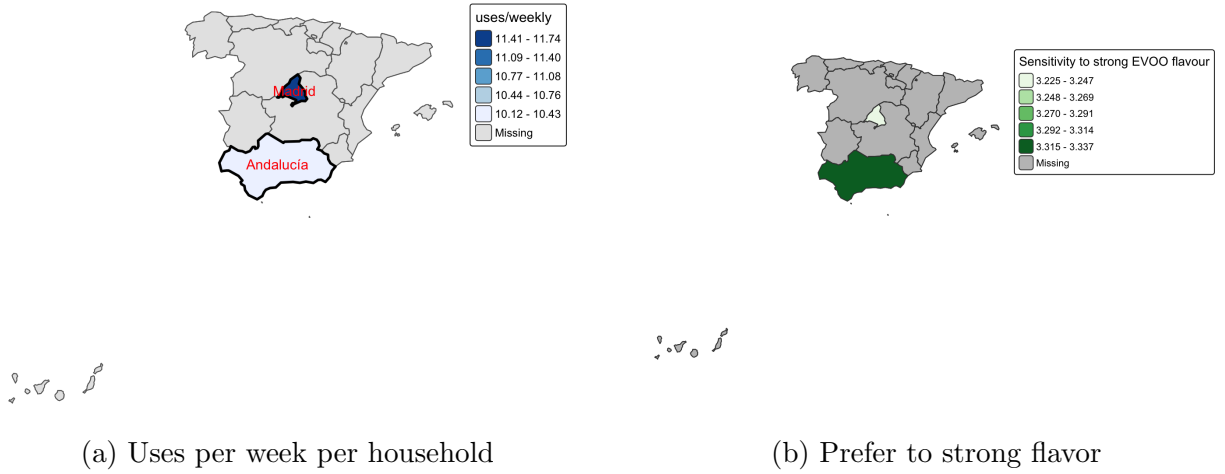 uses/weekly
11.41 - 11.74
11.09 - 11.40
10.77 - 11.08
10.44 - 10.76
10.12 - 10.43
Missing
Madrid
Andalucía
(a) Uses per week per household
Sensitivity to strong EVOO flavour
3.225 - 3.247
3.248 - 3.269
3.270 - 3.291
3.292 - 3.314
3.315 - 3.337
Missing
(b) Prefer to strong flavor